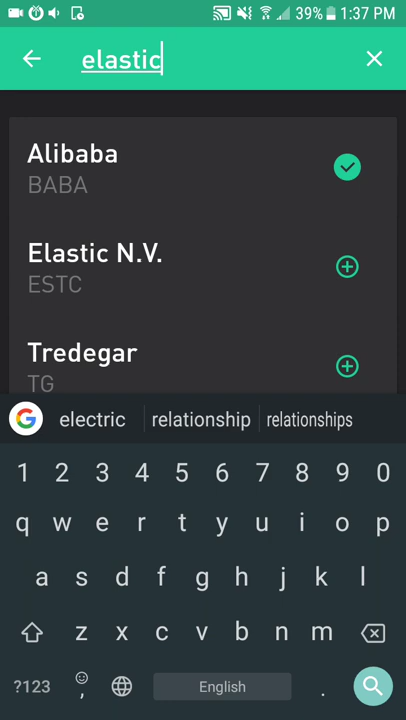 39% 1:37 PM
elastic
Alibaba
BABA
Elastic N.V.
ESTC
Tredegar
TG
G electric relationship relationships
1 2 3 4 5 6 7 8 9 0
q w e r t y u i o p
a s d f g h j k l
z x c v b n m
?123 , English .